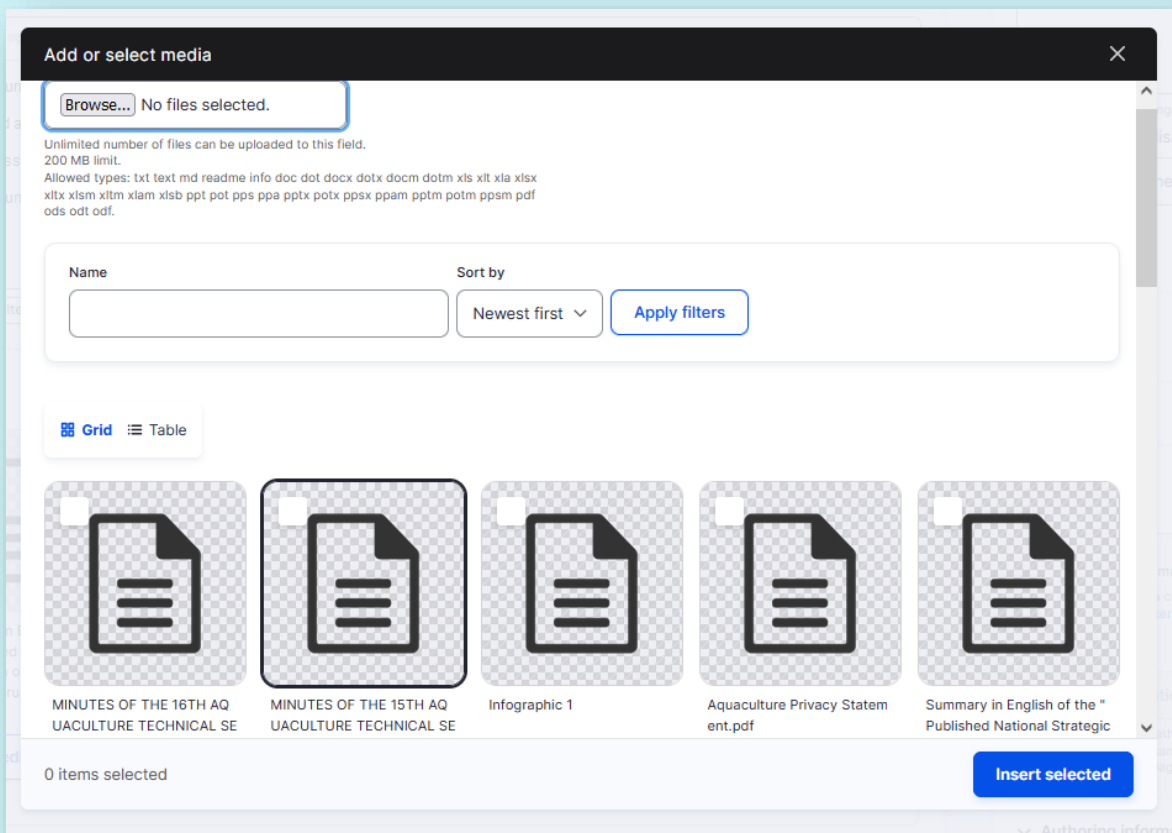 Add or select media
Browse... No files selected.
Unlimited number of files can be uploaded to this field.
200 MB limit.
Allowed types: txt text md readme info doc dot docx dotx docm dotm xls xlt xla xlsx
xltx xlsm xltm xlam xlsb ppt pot pps ppa pptx potx ppsx ppam pptm potm ppsm pdf
ods odt odf.
Name
Sort by
Newest first
Apply filters
Grid
Table
MINUTES OF THE 16TH AQ
UACULTURE TECHNICAL SE
MINUTES OF THE 15TH AQ
UACULTURE TECHNICAL SE
Infographic 1
Aquaculture Privacy Statem
ent.pdf
Summary in English of the "
Published National Strategic
0 items selected
Insert selected